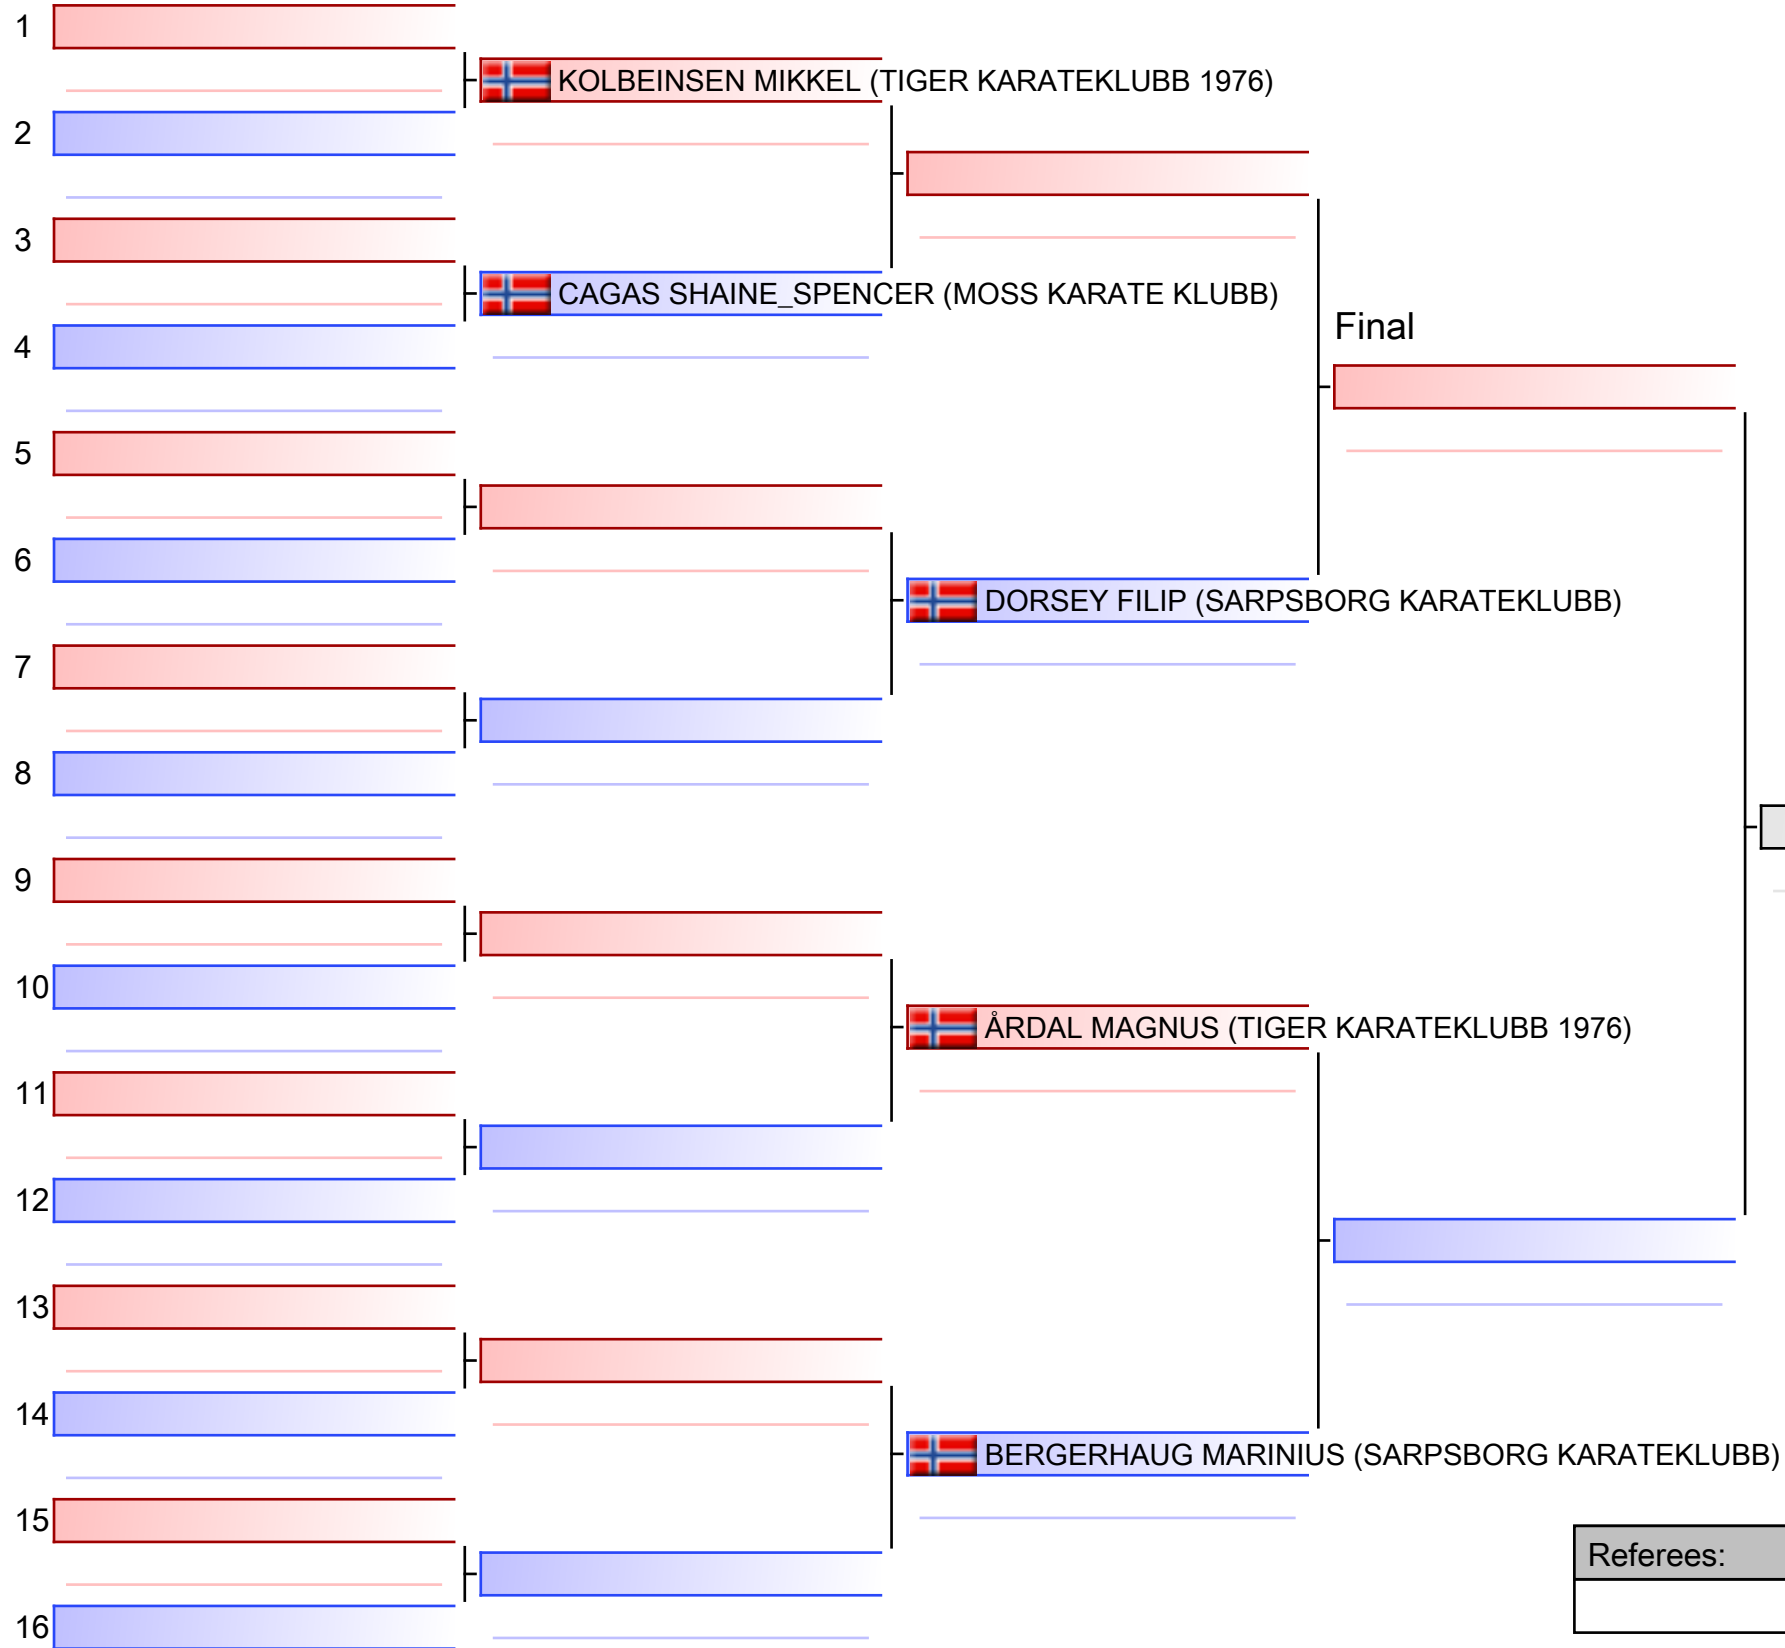 1
KOLBEINSEN MIKKEL (TIGER KARATEKLUBB 1976)
2
3
CAGAS SHAINE_SPENCER (MOSS KARATE KLUBB)
4
Final
5
6
DORSEY FILIP (SARPSBORG KARATEKLUBB)
7
8
9
10
ÅRDAL MAGNUS (TIGER KARATEKLUBB 1976)
11
12
13
14
BERGERHAUG MARINIUS (SARPSBORG KARATEKLUBB)
15
Referees:
16